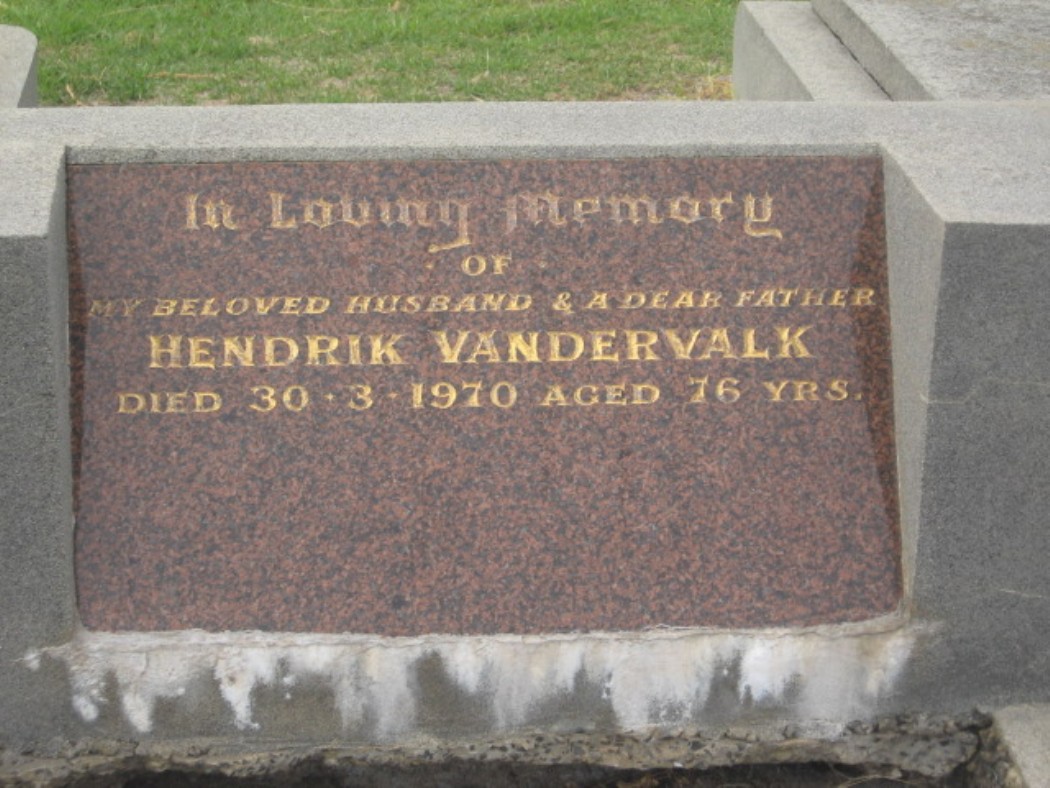 In Loving Memory
· OF ·
MY BELOVED HUSBAND & A DEAR FATHER
HENDRIK VANDERVALK
DIED 30 · 3 · 1970 AGED 76 YRS.